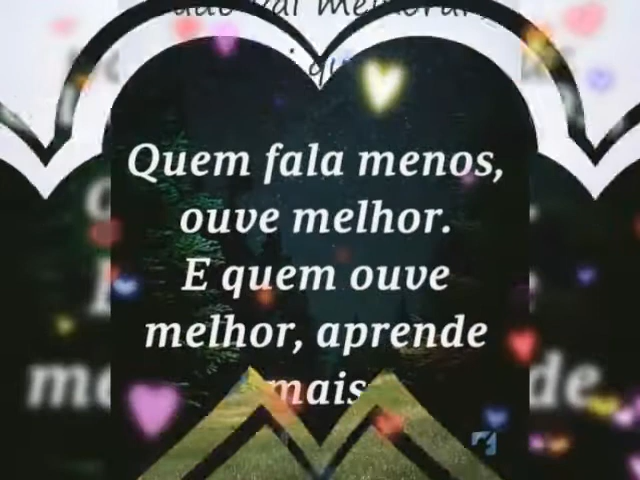 Quem fala menos,
ouve melhor.
E quem ouve
melhor, aprende
mais